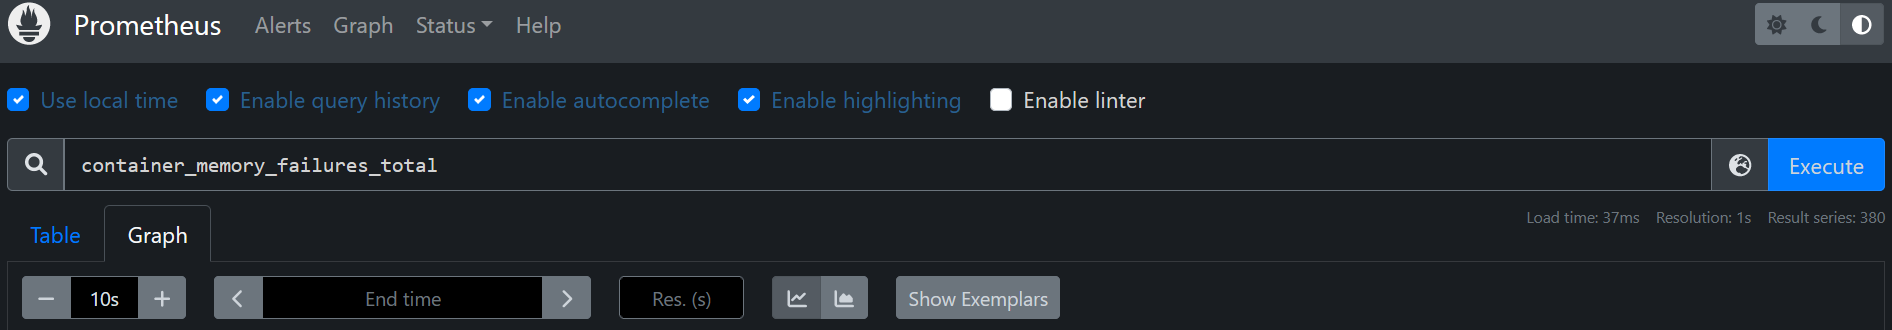 Prometheus Alerts Graph Status Help
Use local time Enable query history Enable autocomplete Enable highlighting Enable linter
container_memory_failures_total Execute
Load time: 37ms Resolution: 1s Result series: 380
Table Graph
10s End time Res. (s) Show Exemplars